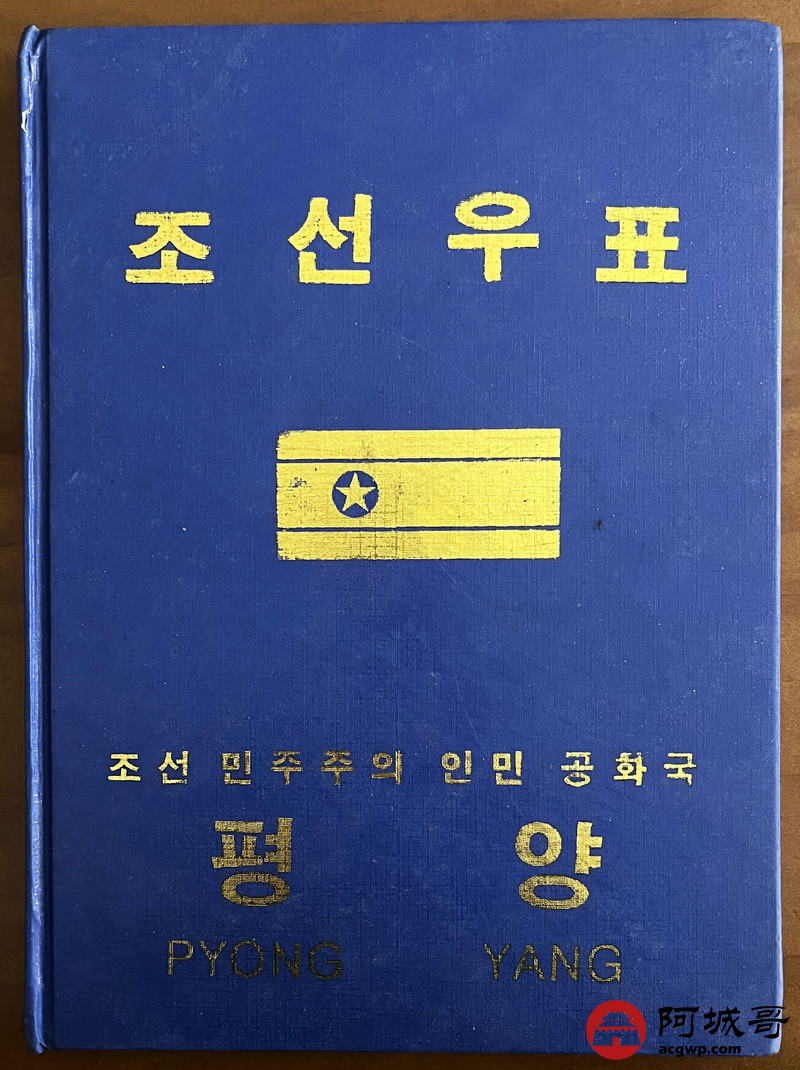 조선우표
조선 민주주의 인민 공화국
평양
PYONG YANG
阿城哥
acgwp.com